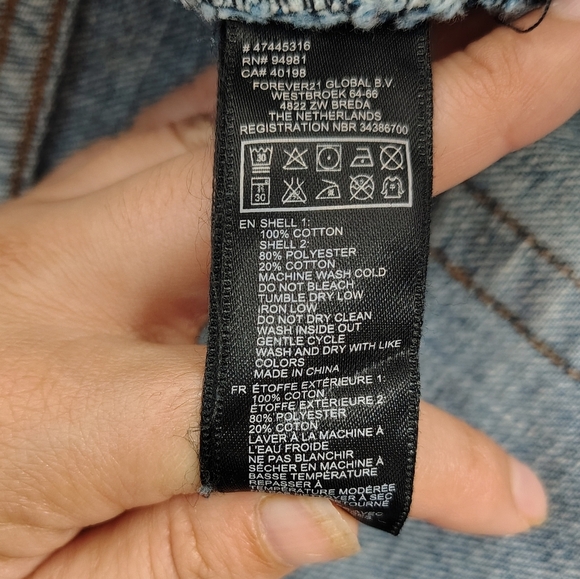 # 47445316
RN# 94981
CA# 40198
FOREVER21 GLOBAL B.V.
WESTBROEK 64-66
4822 ZW BREDA
THE NETHERLANDS
REGISTRATION NBR 34386700
30
30
EN SHELL 1:
100% COTTON
SHELL 2:
80% POLYESTER
20% COTTON
MACHINE WASH COLD
DO NOT BLEACH
TUMBLE DRY LOW
IRON LOW
DO NOT DRY CLEAN
WASH INSIDE OUT
GENTLE CYCLE
WASH AND DRY WITH LIKE
COLORS
MADE IN CHINA
FR ÉTOFFE EXTÉRIEURE 1:
100% COTON
ÉTOFFE EXTÉRIEURE 2:
80% POLYESTER
20% COTON
LAVER À LA MACHINE À
L'EAU FROIDE
NE PAS BLANCHIR
SÉCHER EN MACHINE À
BASSE TEMPÉRATURE
REPASSER À
TEMPÉRATURE MODÉRÉE
À SEC
AVEC